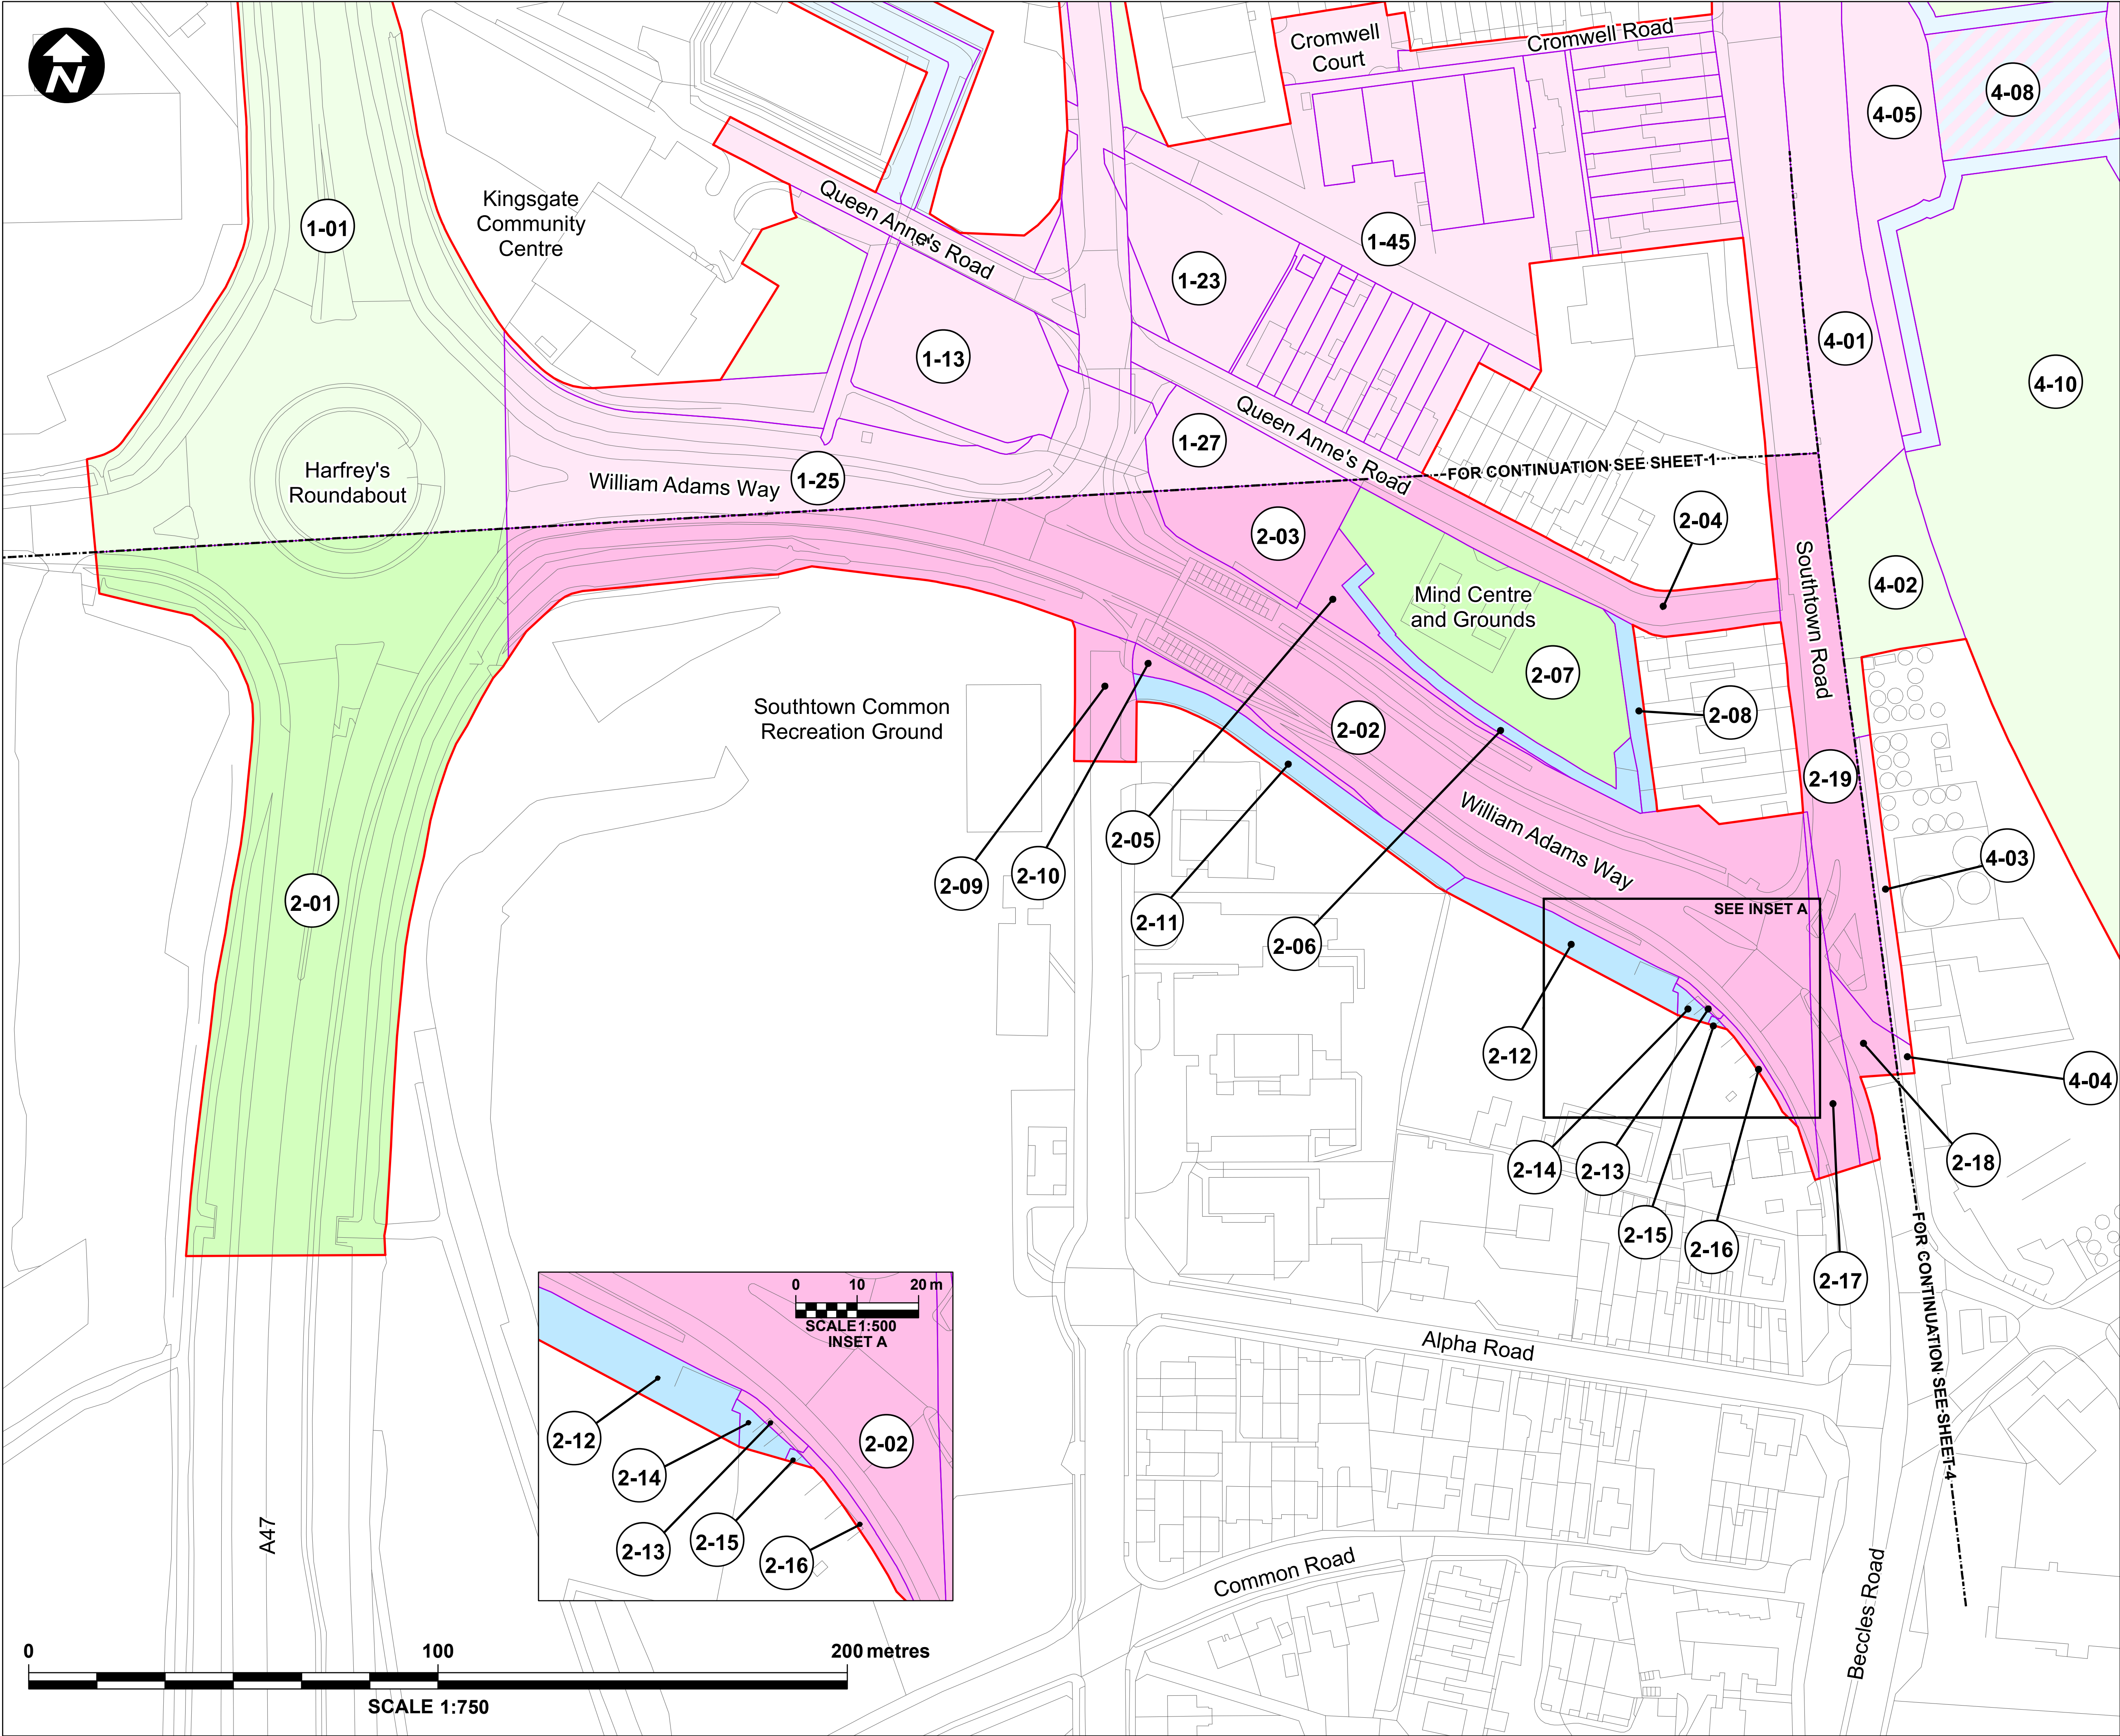 N
Cromwell
Court
Cromwell Road
4-08
4-05
1-01
Kingsgate
Community
Centre
Queen Anne's Road
1-45
1-23
1-13
4-01
4-10
Queen Anne's Road
1-27
FOR CONTINUATION SEE SHEET 1
Harfrey's
Roundabout
William Adams Way
1-25
2-03
2-04
Southtown Road
4-02
Mind Centre
and Grounds
2-07
2-08
Southtown Common
Recreation Ground
2-02
2-19
William Adams Way
2-05
2-09
2-10
2-11
2-06
4-03
2-01
SEE INSET A
2-12
4-04
2-14
2-13
2-18
2-15
2-16
2-17
FOR CONTINUATION SEE SHEET 4
0 10 20 m
SCALE 1:500
INSET A
2-12
2-14
2-02
2-13
2-15
2-16
Alpha Road
A47
Common Road
Beccles Road
0 100 200 metres
SCALE 1:750